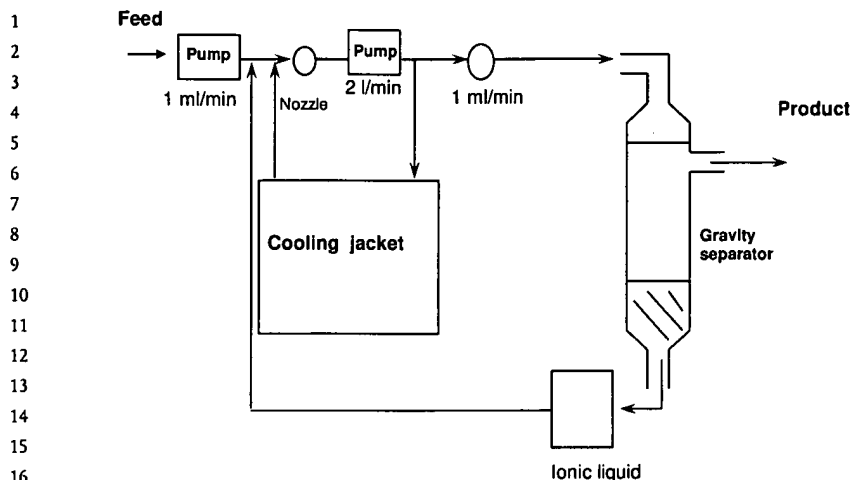 1
Feed
2
Pump
Pump
3
2 l/min
1 ml/min
Nozzle
1 ml/min
4
Product
5
6
7
8
Cooling jacket
Gravity
separator
9
10
11
12
13
14
15
Ionic liquid
16